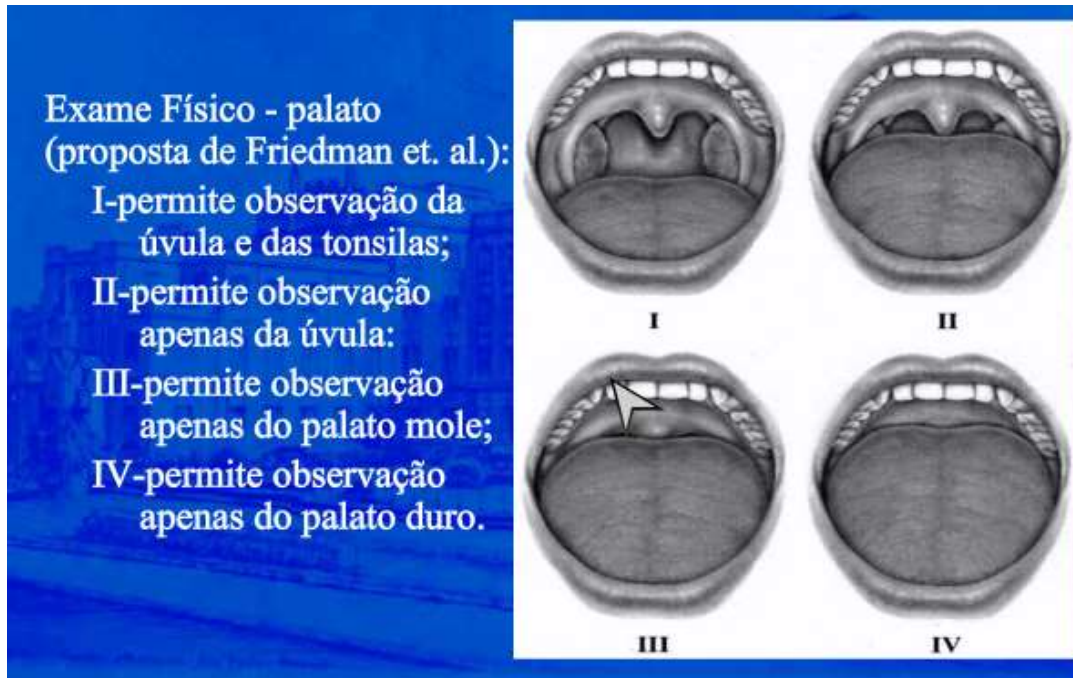 Exame Físico - palato
(proposta de Friedman et. al.):
I-permite observação da
úvula e das tonsilas;
II-permite observação
apenas da úvula:
III-permite observação
apenas do palato mole;
IV-permite observação
apenas do palato duro.
I
II
III
IV